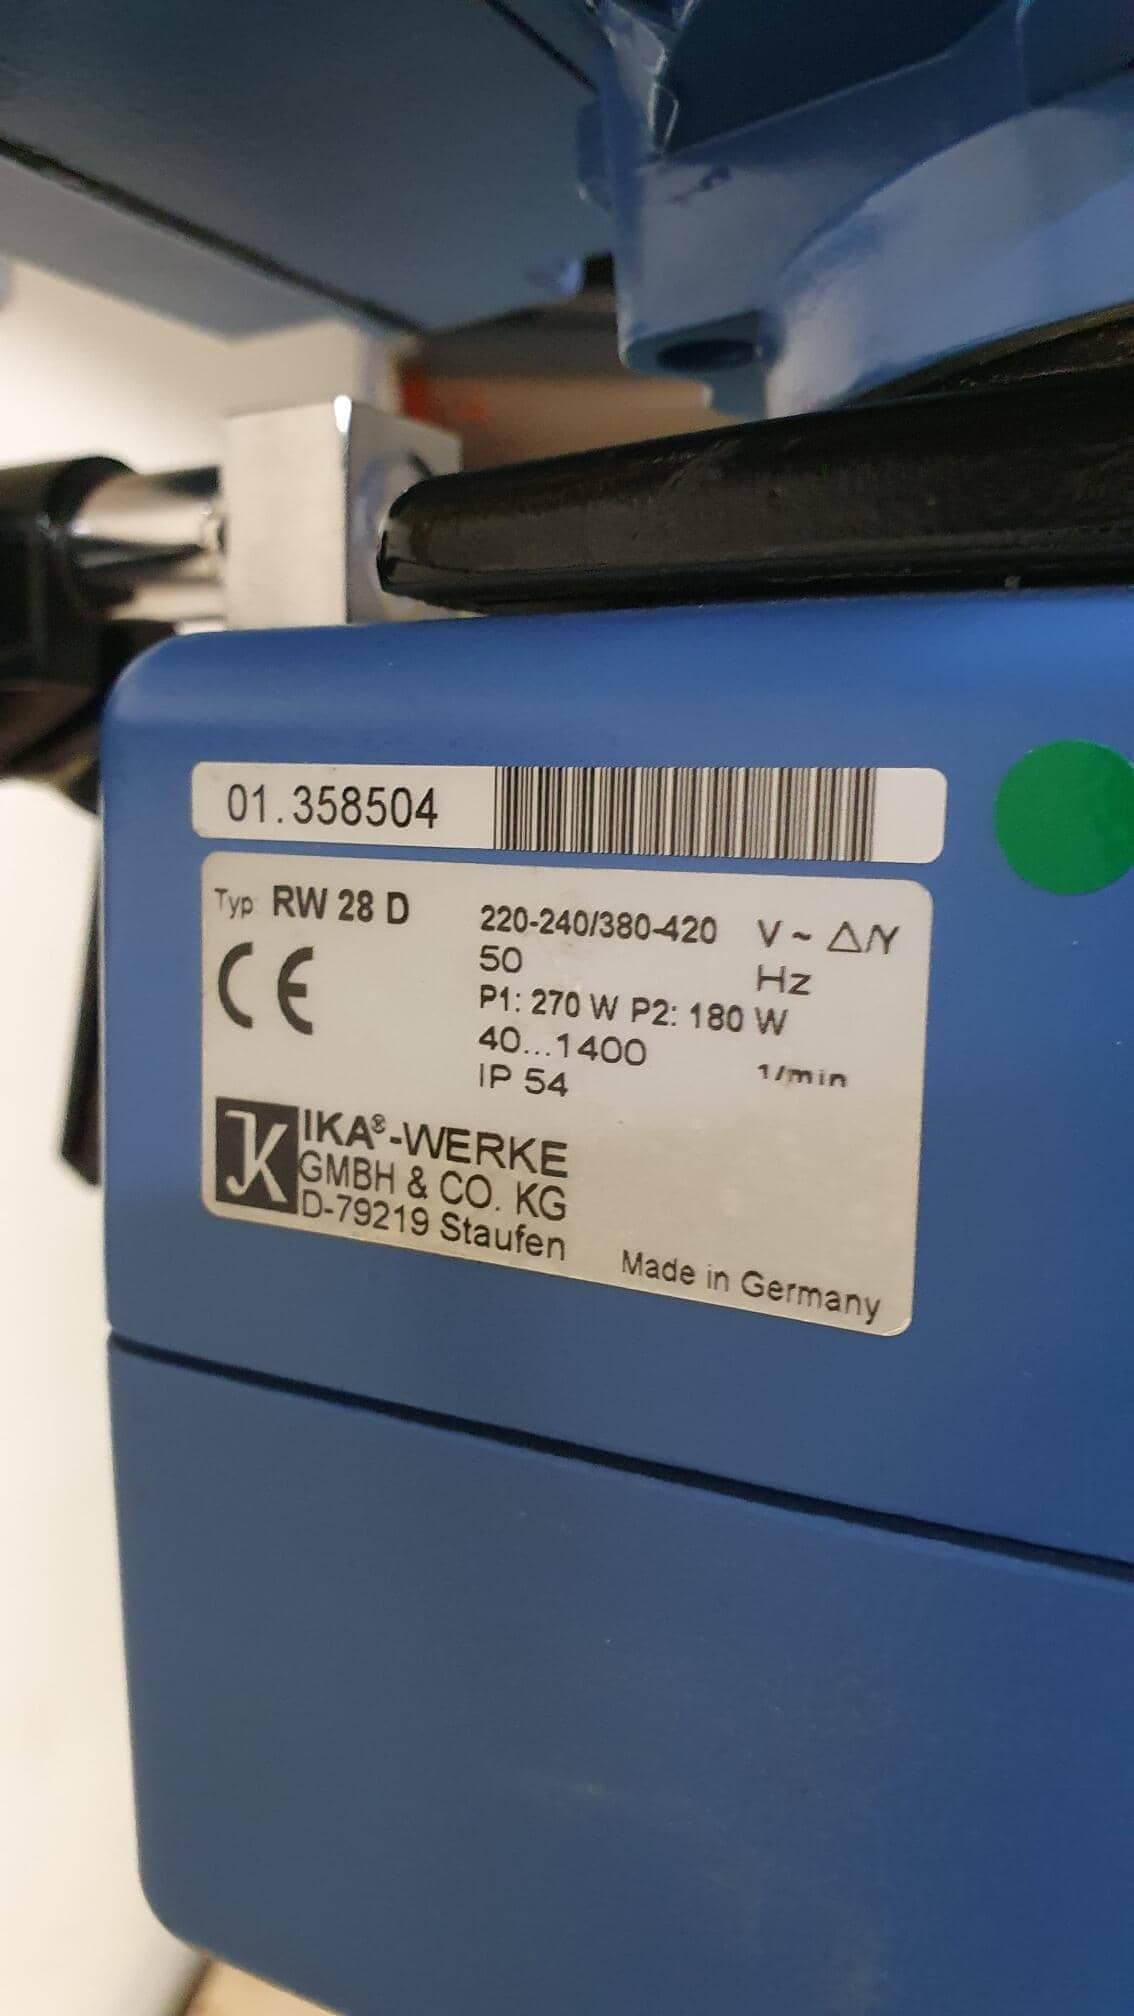 01.358504
Typ: RW 28 D
CE
220-240/380-420 V ~ Δ/Y
50 Hz
P1: 270 W P2: 180 W
40...1400 1/min
IP 54
IKA®-WERKE
GMBH & CO. KG
D-79219 Staufen
Made in Germany